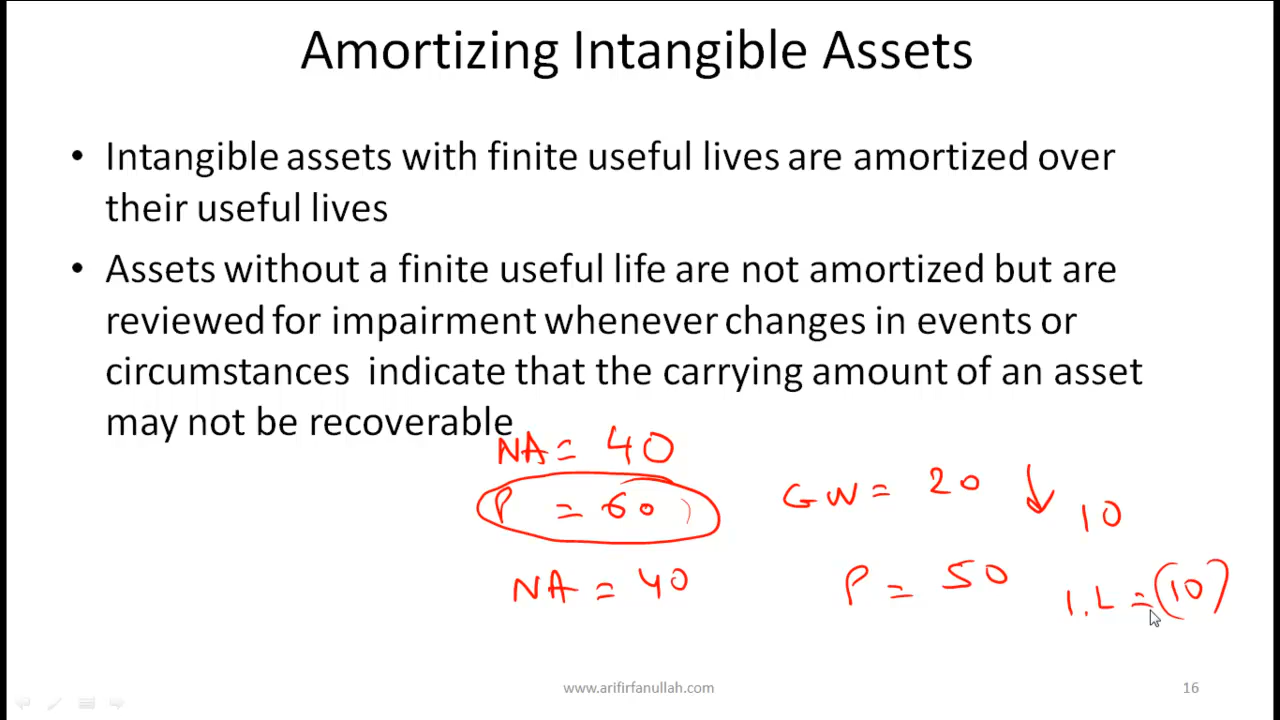 Amortizing Intangible Assets
• Intangible assets with finite useful lives are amortized over
their useful lives
• Assets without a finite useful life are not amortized but are
reviewed for impairment whenever changes in events or
circumstances indicate that the carrying amount of an asset
may not be recoverable
NA = 40
P = 60
GW = 20 ↓ 10
NA = 40
P = 50
I.L = (10)
www.arifirfanullah.com
16